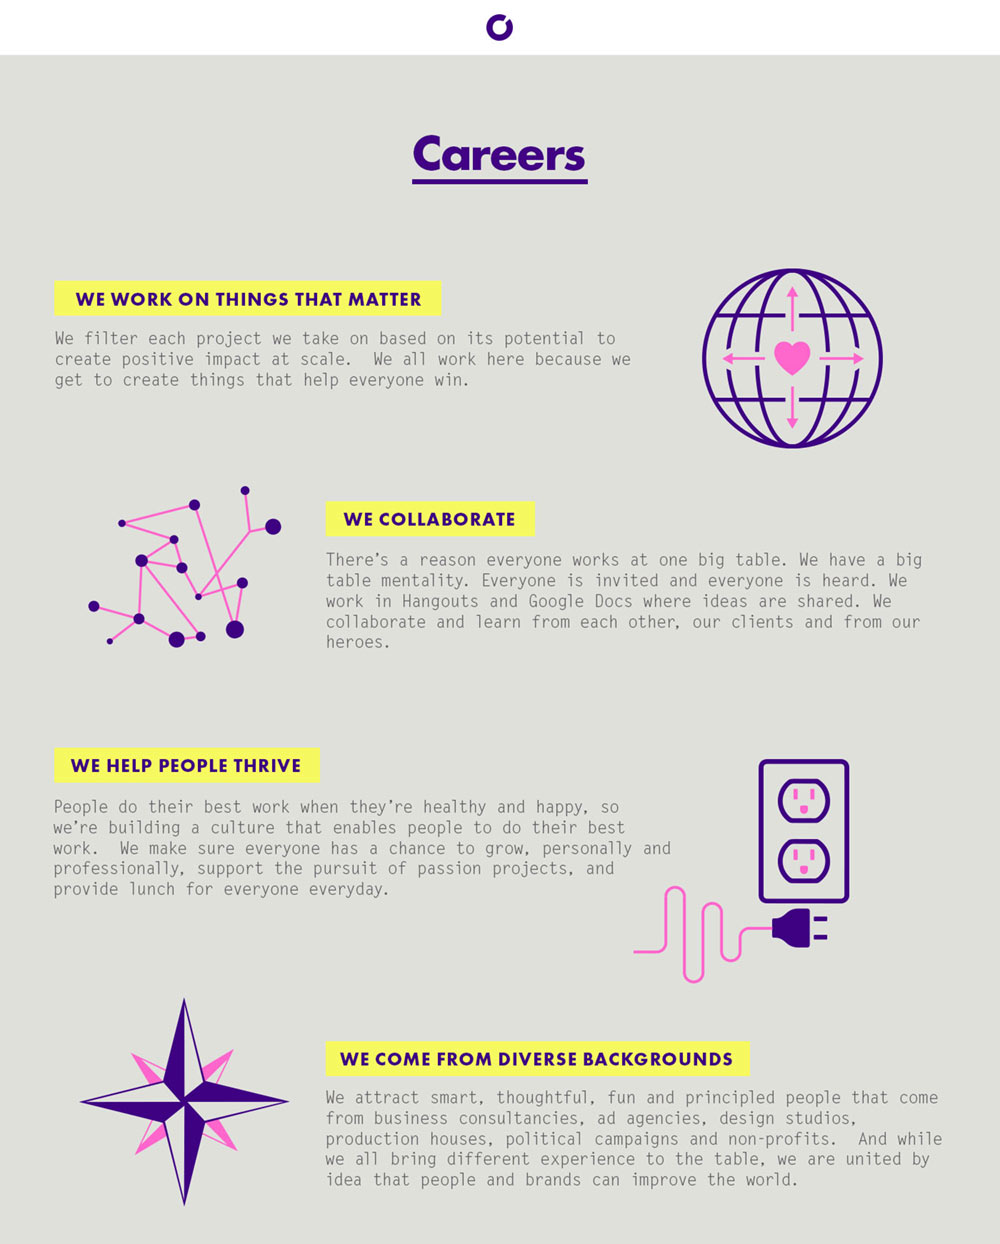 Careers
WE WORK ON THINGS THAT MATTER
We filter each project we take on based on its potential to
create positive impact at scale.  We all work here because we
get to create things that help everyone win.
WE COLLABORATE
There's a reason everyone works at one big table. We have a big
table mentality. Everyone is invited and everyone is heard. We
work in Hangouts and Google Docs where ideas are shared. We
collaborate and learn from each other, our clients and from our
heroes.
WE HELP PEOPLE THRIVE
People do their best work when they're healthy and happy, so
we're building a culture that enables people to do their best
work.  We make sure everyone has a chance to grow, personally and
professionally, support the pursuit of passion projects, and
provide lunch for everyone everyday.
WE COME FROM DIVERSE BACKGROUNDS
We attract smart, thoughtful, fun and principled people that come
from business consultancies, ad agencies, design studios,
production houses, political campaigns and non-profits.  And while
we all bring different experience to the table, we are united by
idea that people and brands can improve the world.